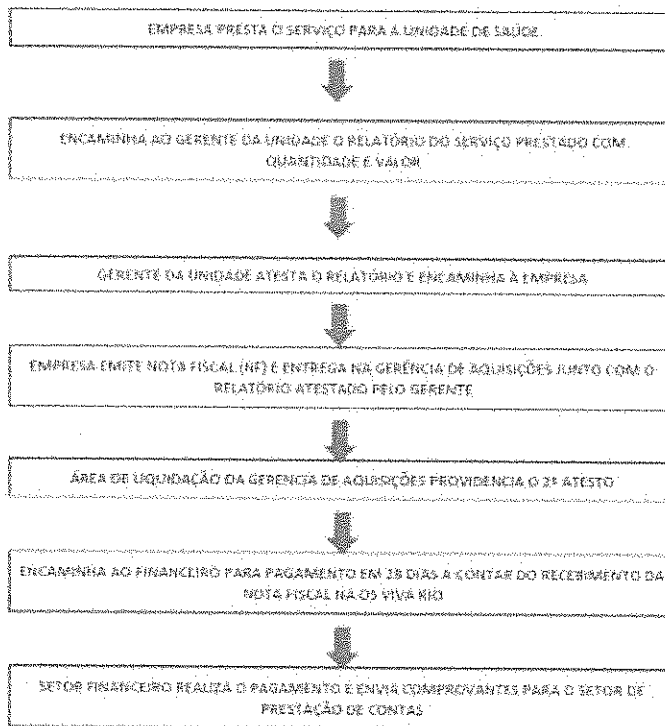 EMPRESA PRESTA O SERVIÇO PARA A UNIDADE DE SAÚDE
ENCAMINHA AO GERENTE DA UNIDADE O RELATÓRIO DO SERVIÇO PRESTADO COM
QUANTIDADE E VALOR
GERENTE DA UNIDADE ATESTA O RELATÓRIO E ENCAMINHA À EMPRESA
EMPRESA EMITE NOTA FISCAL (NF) E ENTREGA NA GERÊNCIA DE AQUISIÇÕES JUNTO COM O
RELATÓRIO ATESTADO PELO GERENTE
ÁREA DE LIQUIDAÇÃO DA GERENCIA DE AQUISIÇÕES PROVIDENCIA O 2º ATESTO
ENCAMINHA AO FINANCEIRO PARA PAGAMENTO EM DIAS A CONTAR DO RECEBIMENTO DA
NOTA FISCAL NA OS VIVA RIO
SETOR FINANCEIRO REALIZA O PAGAMENTO E ENVIA COMPROVANTES PARA O SETOR DE
PRESTAÇÃO DE CONTAS